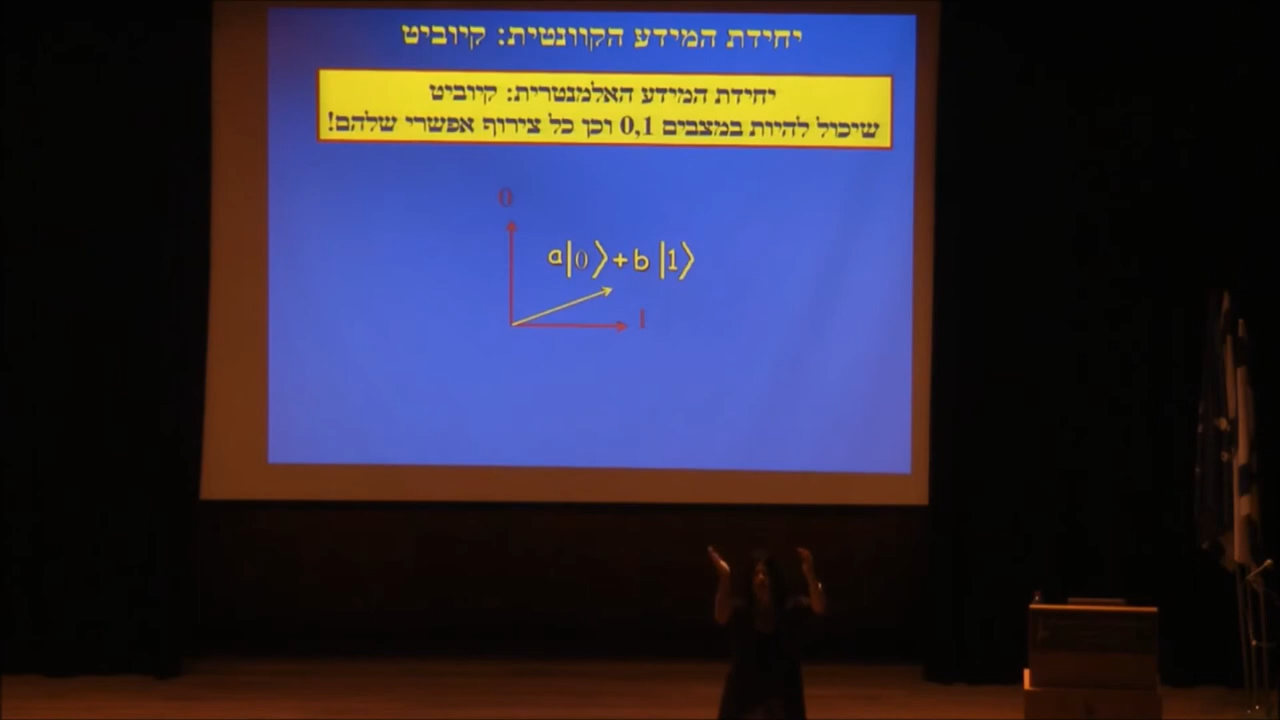 יחידת המידע הקוונטית: קיוביט
יחידת המידע האלמנטרית: קיוביט
שיכול להיות במצבים 0,1 וכן כל צירוף אפשרי שלהם!
0
a|0⟩+b|1⟩
1